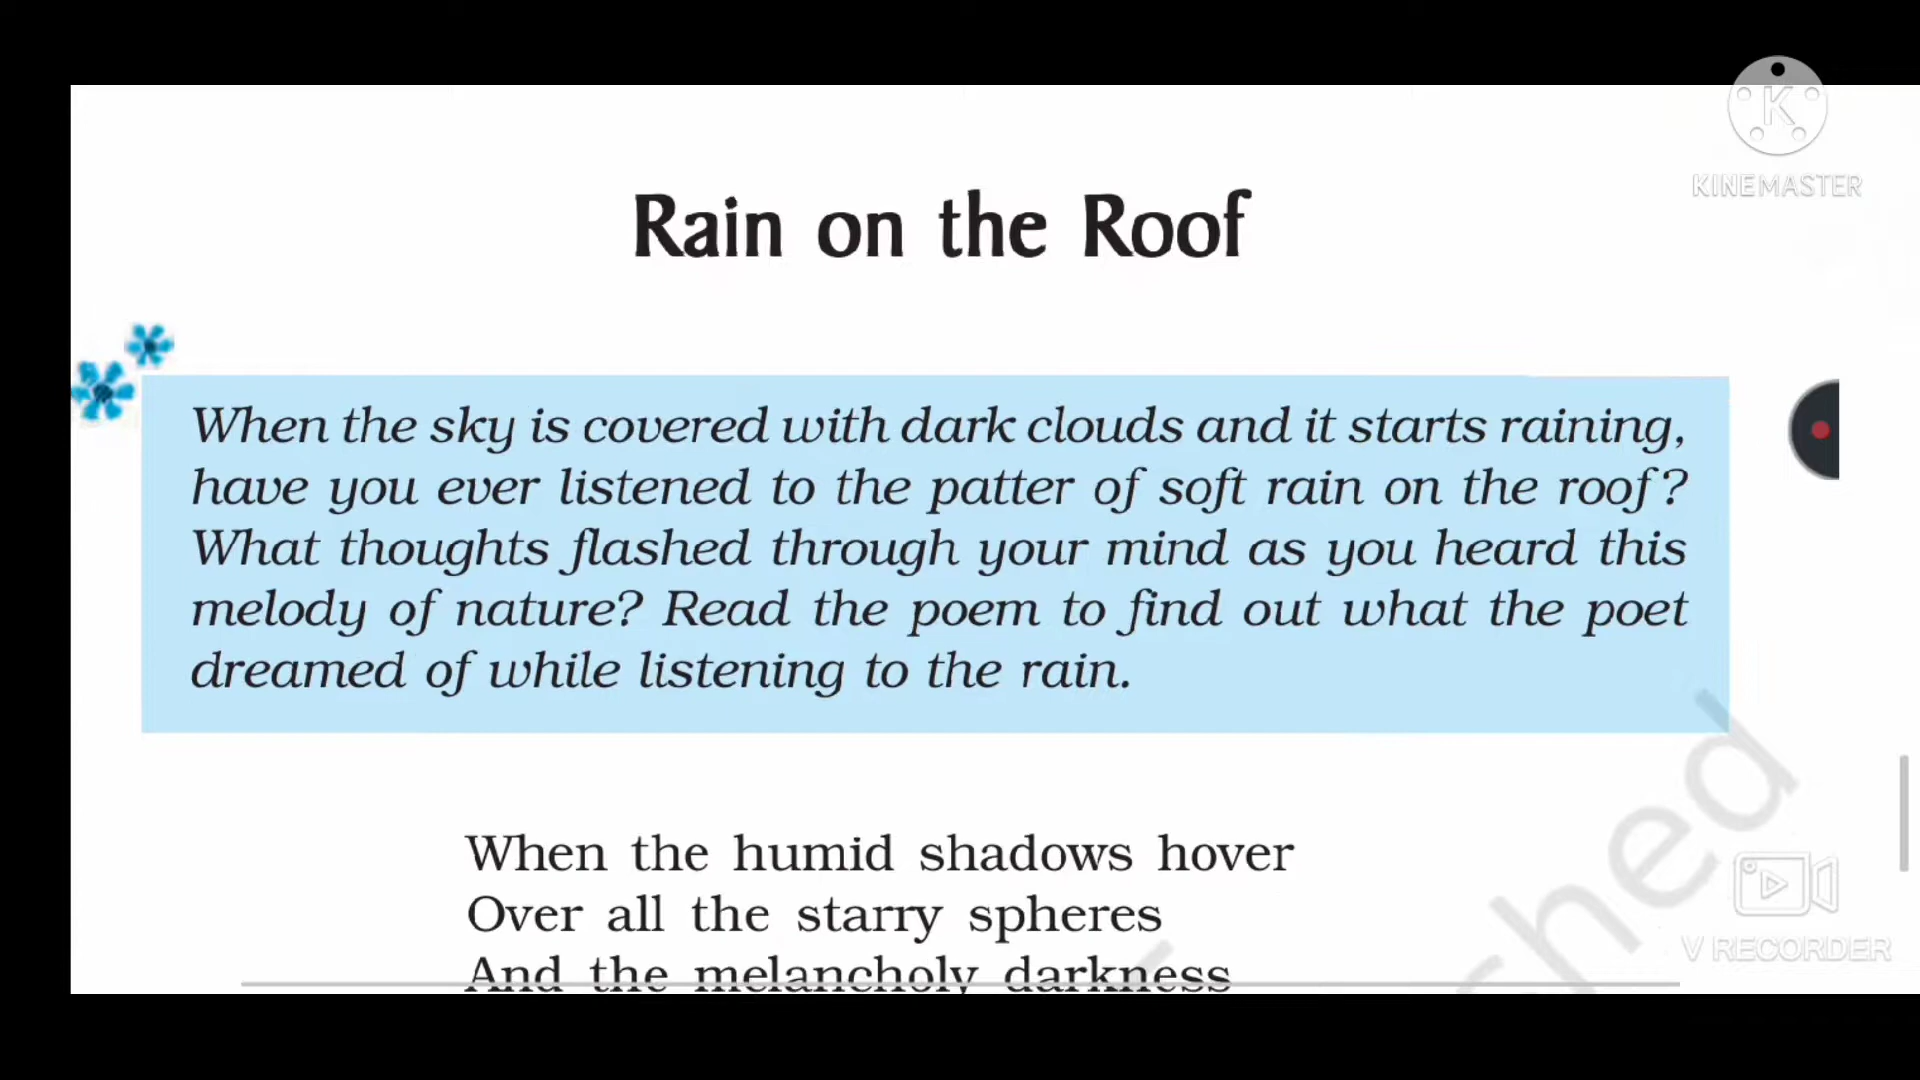 KINEMASTER
Rain on the Roof
When the sky is covered with dark clouds and it starts raining,
have you ever listened to the patter of soft rain on the roof?
What thoughts flashed through your mind as you heard this
melody of nature? Read the poem to find out what the poet
dreamed of while listening to the rain.
When the humid shadows hover
Over all the starry spheres
And the melancholy darkness
V RECORDER